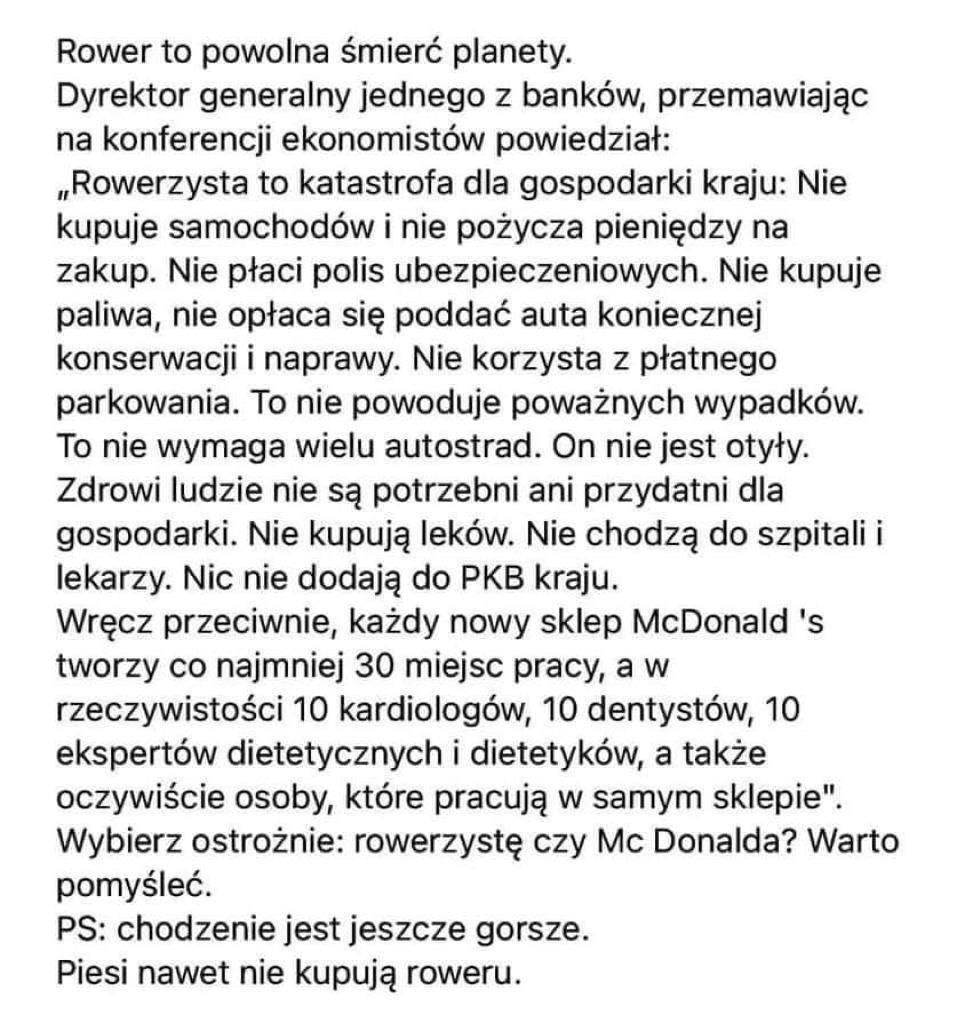 Rower to powolna śmierć planety.
Dyrektor generalny jednego z banków, przemawiając
na konferencji ekonomistów powiedział:
„Rowerzysta to katastrofa dla gospodarki kraju: Nie
kupuje samochodów i nie pożycza pieniędzy na
zakup. Nie płaci polis ubezpieczeniowych. Nie kupuje
paliwa, nie opłaca się poddać auta koniecznej
konserwacji i naprawy. Nie korzysta z płatnego
parkowania. To nie powoduje poważnych wypadków.
To nie wymaga wielu autostrad. On nie jest otyły.
Zdrowi ludzie nie są potrzebni ani przydatni dla
gospodarki. Nie kupują leków. Nie chodzą do szpitali i
lekarzy. Nic nie dodają do PKB kraju.
Wręcz przeciwnie, każdy nowy sklep McDonald 's
tworzy co najmniej 30 miejsc pracy, a w
rzeczywistości 10 kardiologów, 10 dentystów, 10
ekspertów dietetycznych i dietetyków, a także
oczywiście osoby, które pracują w samym sklepie".
Wybierz ostrożnie: rowerzystę czy Mc Donalda? Warto
pomyśleć.
PS: chodzenie jest jeszcze gorsze.
Piesi nawet nie kupują roweru.